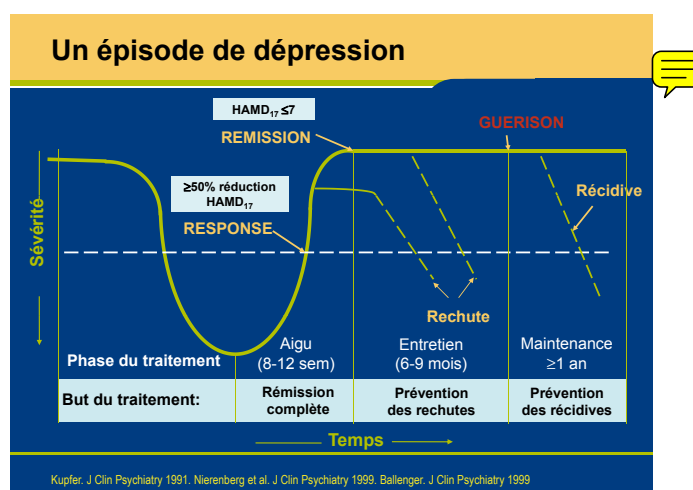 Un épisode de dépression
HAMD17 ≤7
REMISSION
GUERISON
≥50% réduction
HAMD17
RESPONSE
Récidive
Sévérité
Rechute
Phase du traitement
Aigu
(8-12 sem)
Entretien
(6-9 mois)
Maintenance
≥1 an
But du traitement:
Rémission
complète
Prévention
des rechutes
Prévention
des récidives
Temps
Kupfer. J Clin Psychiatry 1991. Nierenberg et al. J Clin Psychiatry 1999. Ballenger. J Clin Psychiatry 1999